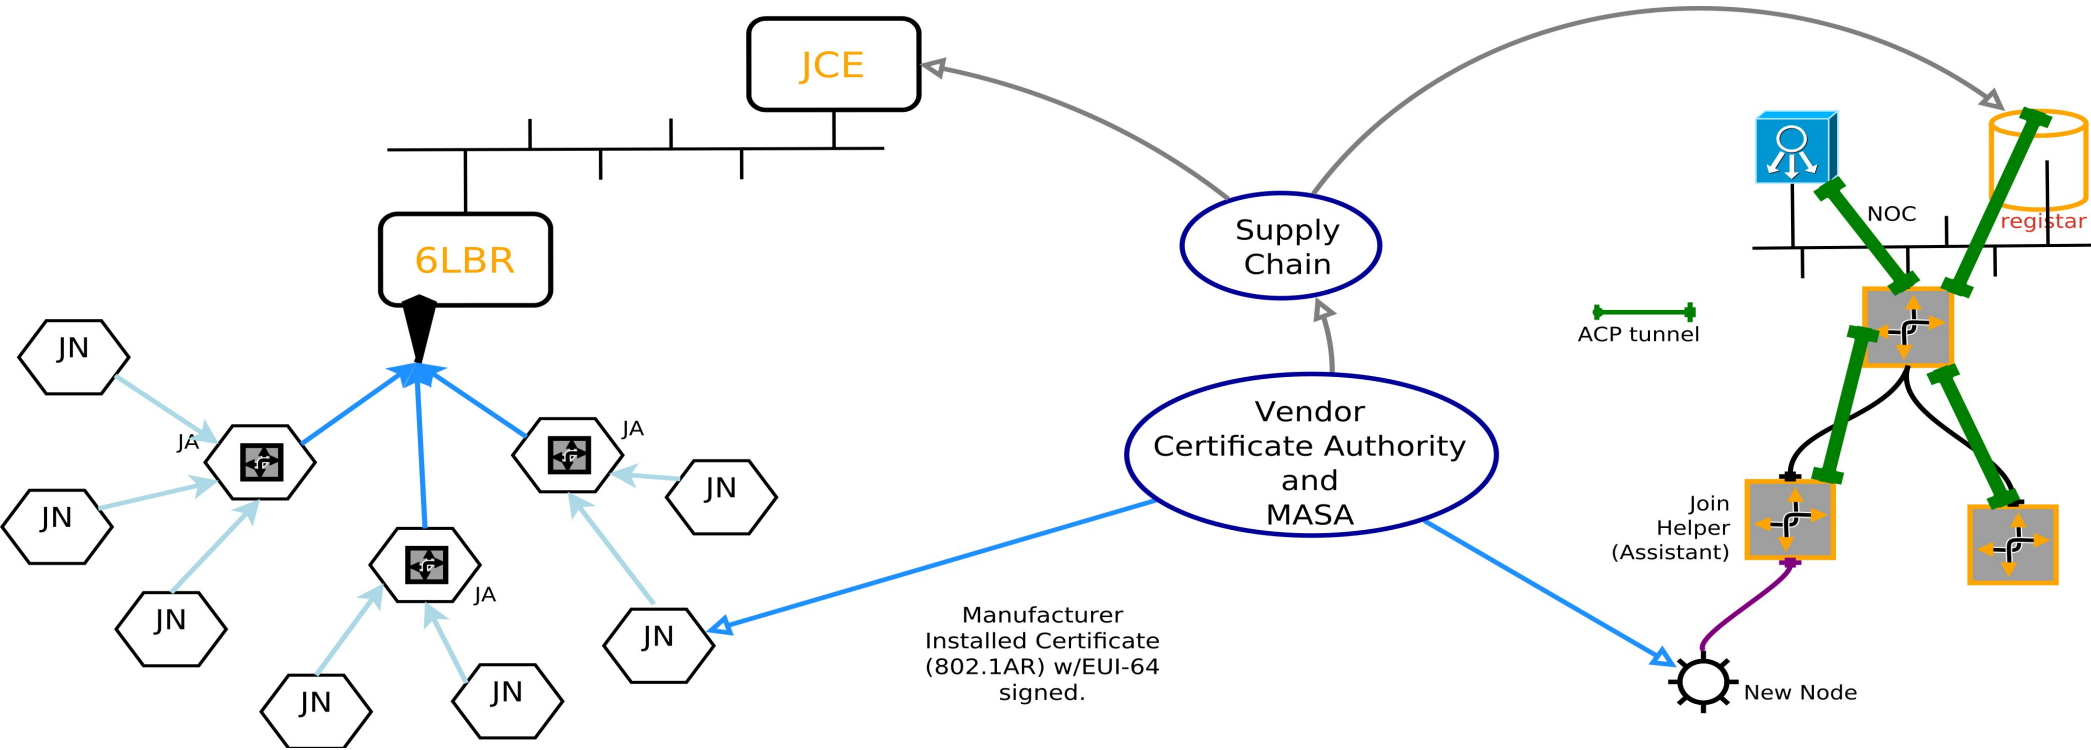 JCE
6LBR
JN
JA
JN
JN
JN
JN
JA
JN
JN
JA
Supply
Chain
Vendor
Certificate Authority
and
MASA
Manufacturer
Installed Certificate
(802.1AR) w/EUI-64
signed.
NOC
registar
ACP tunnel
Join
Helper
(Assistant)
New Node